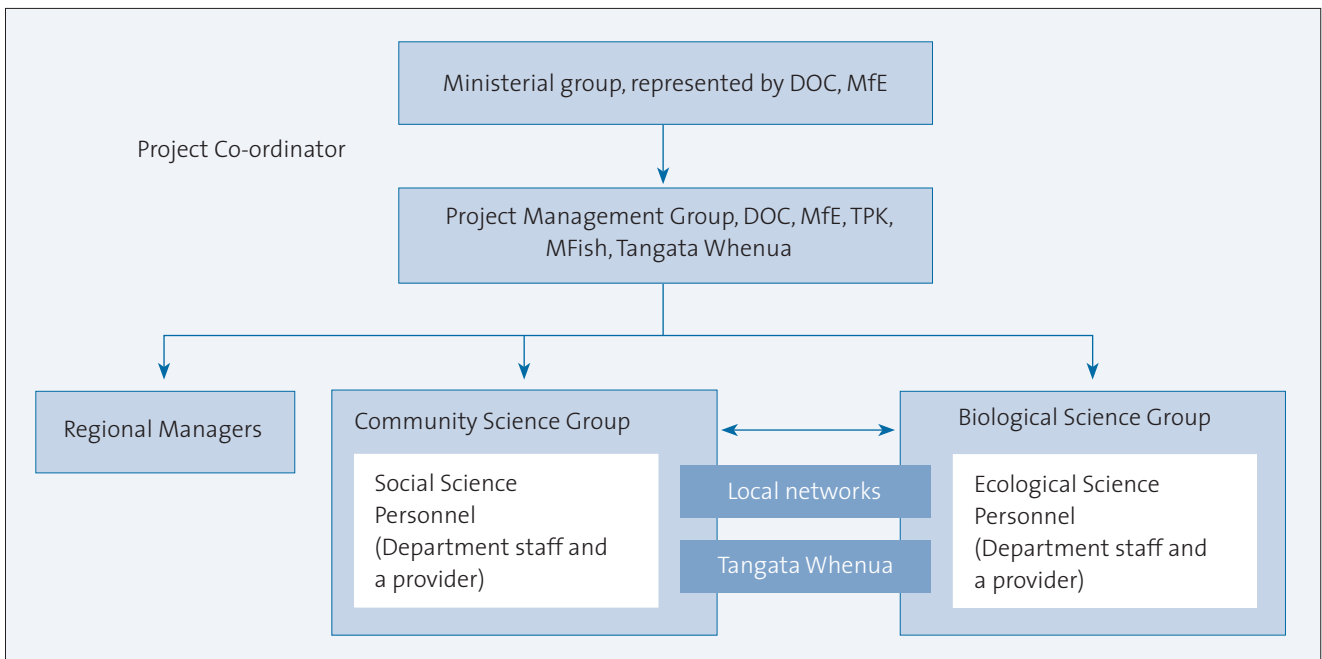 Ministerial group, represented by DOC, MfE
Project Co-ordinator
Project Management Group, DOC, MfE, TPK,
MFish, Tangata Whenua
Regional Managers
Community Science Group
Social Science
Personnel
(Department staff and
a provider)
Local networks
Tangata Whenua
Biological Science Group
Ecological Science
Personnel
(Department staff and
a provider)